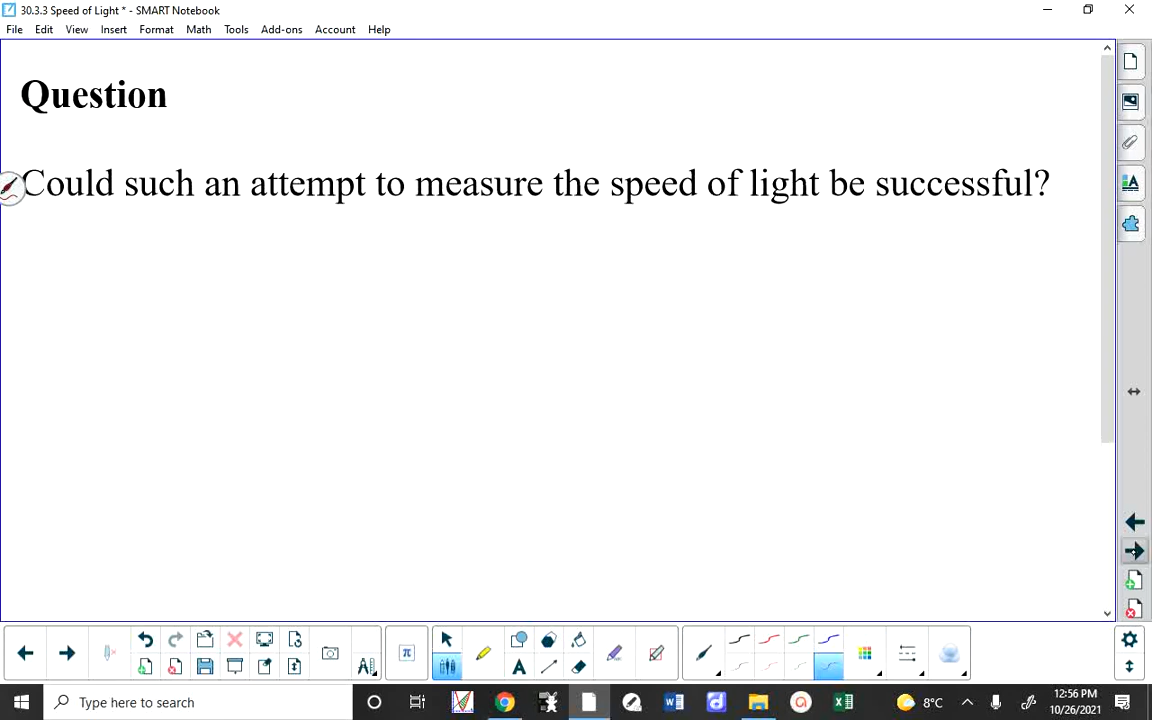 30.3.3 Speed of Light * - SMART Notebook
File Edit View Insert Format Math Tools Add-ons Account Help
Question
Could such an attempt to measure the speed of light be successful?
Type here to search
8°C
12:56 PM
10/26/2021